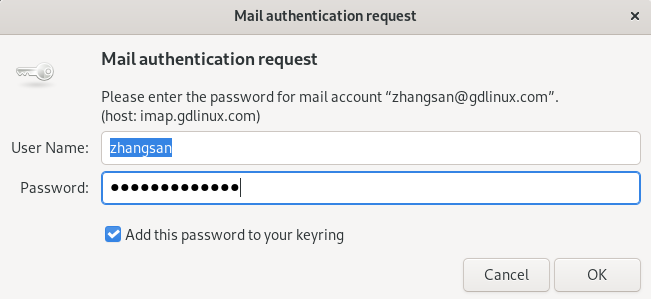 Mail authentication request
Mail authentication request
Please enter the password for mail account “zhangsan@gdlinux.com”.
(host: imap.gdlinux.com)
User Name: zhangsan
Password: ●●●●●●●●●●●●●
Add this password to your keyring
Cancel OK